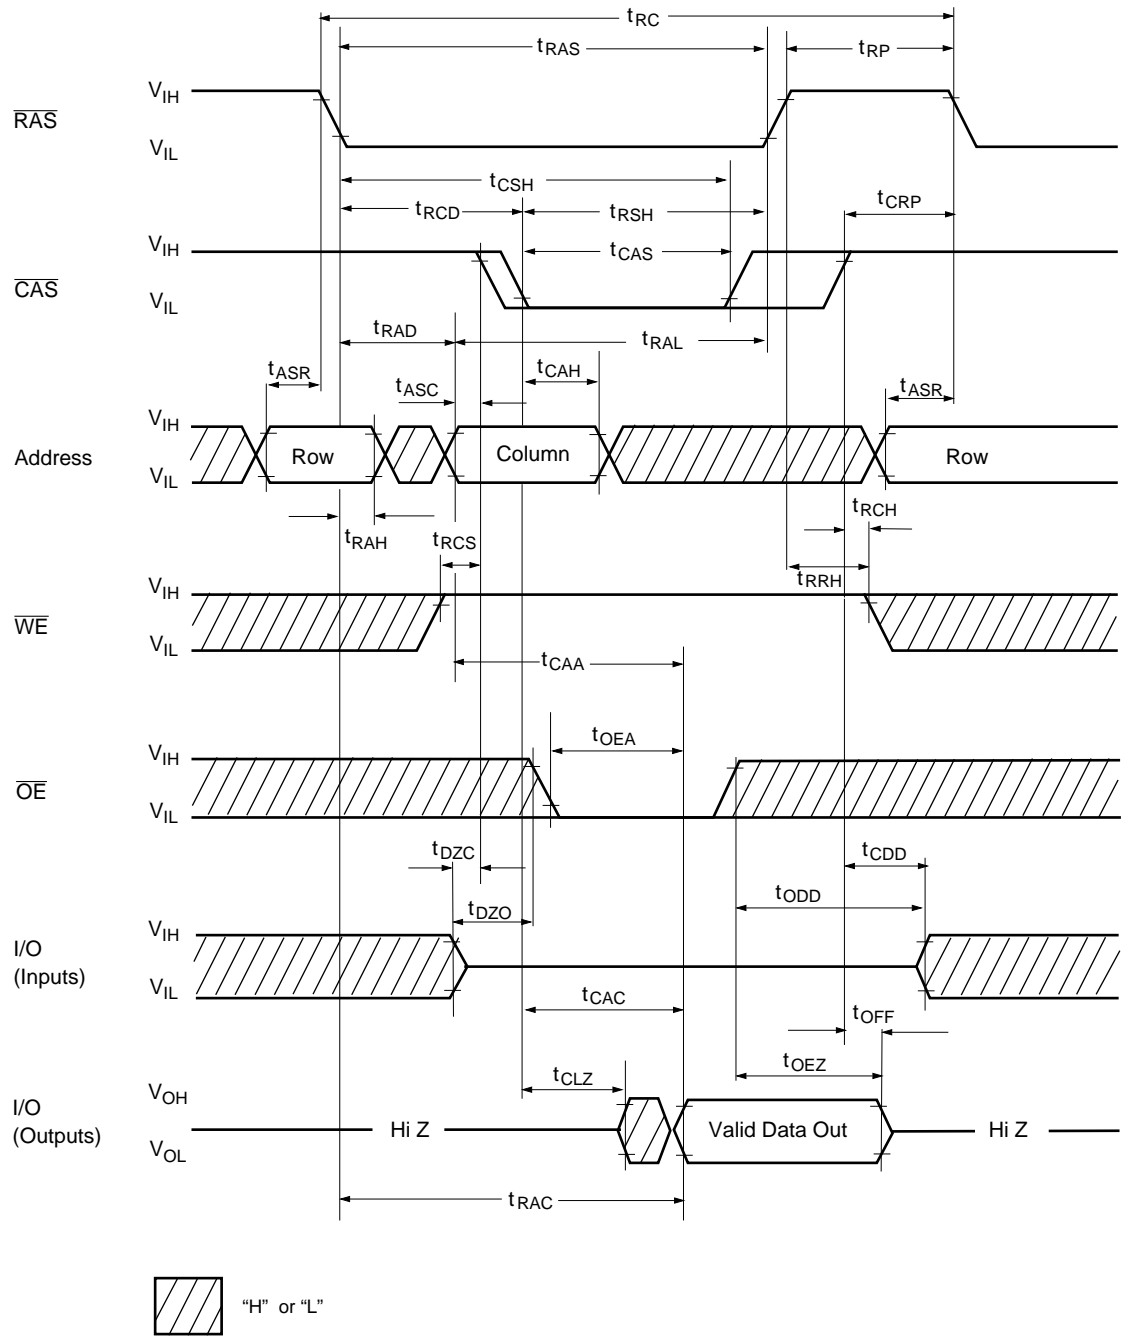 tRC
tRAS
tRP
RAS
VIH
VIL
tCSH
tRCD
tRSH
tCRP
CAS
VIH
VIL
tCAS
tRAD
tRAL
tASR
tASC
tCAH
tASR
Address
VIH
VIL
Row
Column
Row
tRAH
tRCS
tRCH
tRRH
WE
VIH
VIL
tCAA
tOEA
OE
VIH
VIL
tDZC
tCDD
tDZO
tODD
I/O
(Inputs)
VIH
VIL
tCAC
tOFF
tCLZ
tOEZ
I/O
(Outputs)
VOH
VOL
Hi Z
Valid Data Out
Hi Z
tRAC
“H” or “L”